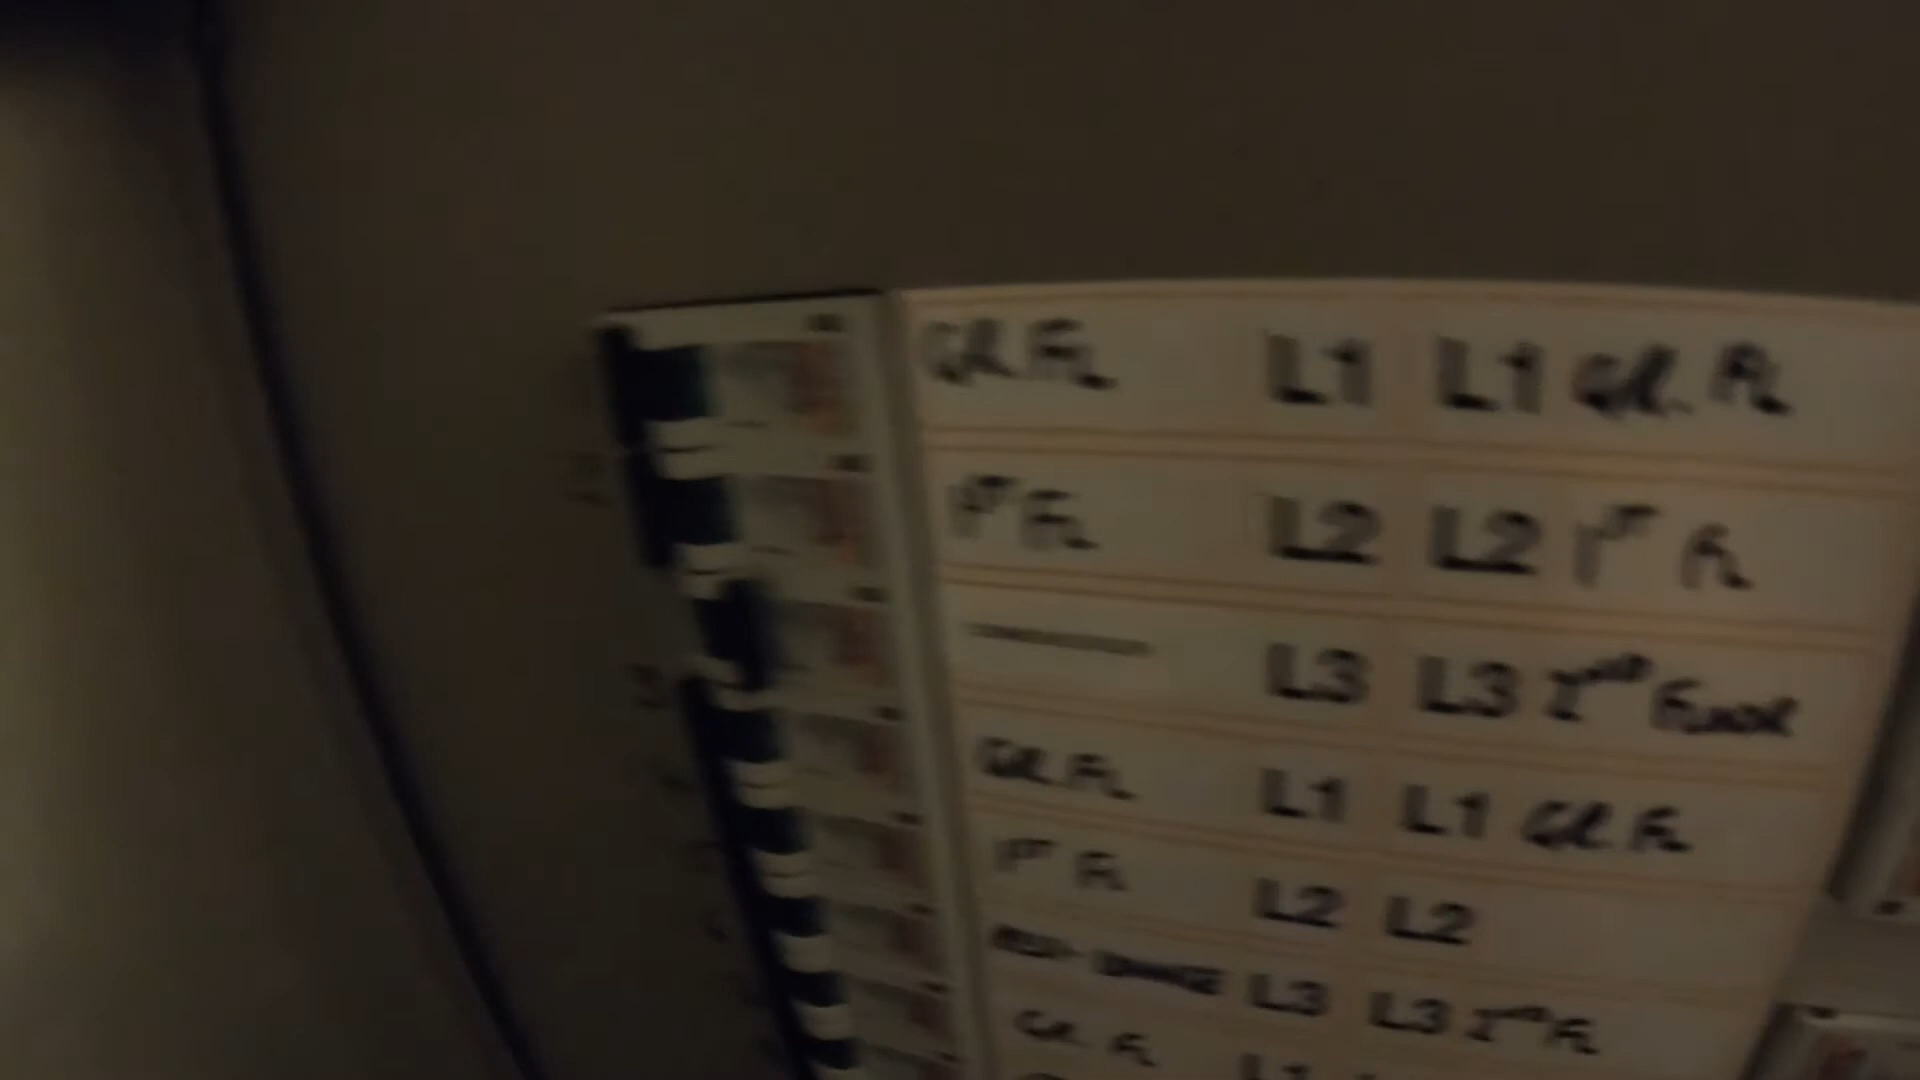 GR. FL L1 L1 GR. FL
1ST FL L2 L2 1ST FL
L3 L3 2ND FLOOR
GR. FL L1 L1 GR. FL
1ST FL L2 L2
L3 L3 2ND FL
GR. FL L1